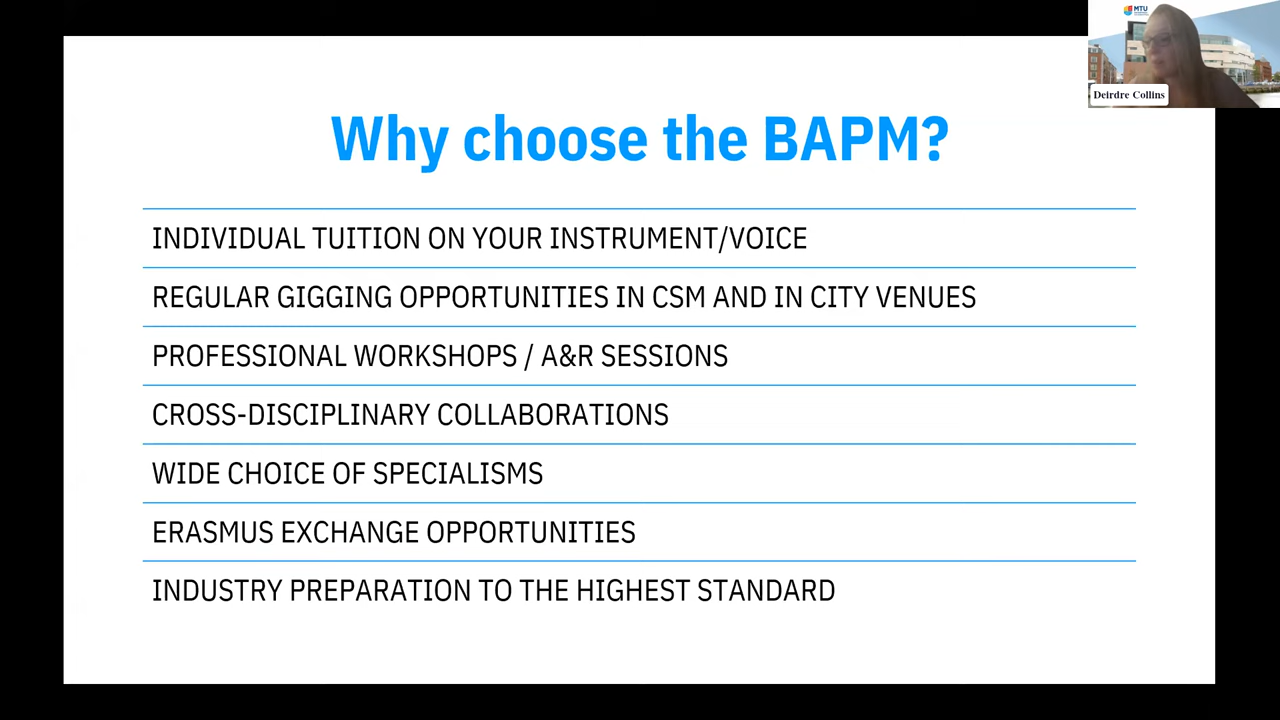 MTU
Deirdre Collins
Why choose the BAPM?
INDIVIDUAL TUITION ON YOUR INSTRUMENT/VOICE
REGULAR GIGGING OPPORTUNITIES IN CSM AND IN CITY VENUES
PROFESSIONAL WORKSHOPS / A&R SESSIONS
CROSS-DISCIPLINARY COLLABORATIONS
WIDE CHOICE OF SPECIALISMS
ERASMUS EXCHANGE OPPORTUNITIES
INDUSTRY PREPARATION TO THE HIGHEST STANDARD